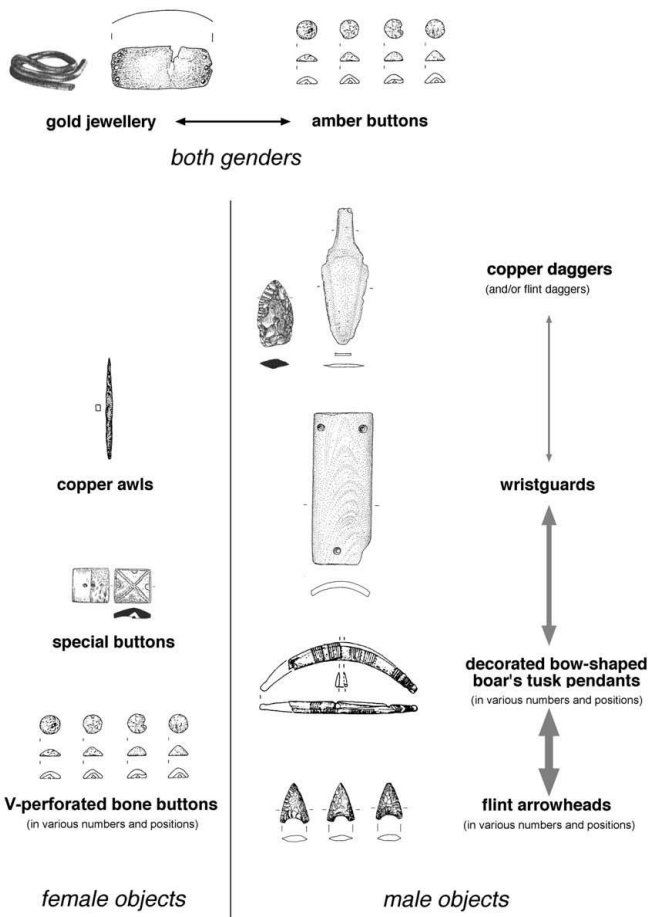 gold jewellery
amber buttons
both genders
copper daggers
(and/or flint daggers)
copper awls
wristguards
special buttons
decorated bow-shaped
boar's tusk pendants
(in various numbers and positions)
V-perforated bone buttons
(in various numbers and positions)
flint arrowheads
(in various numbers and positions)
female objects
male objects